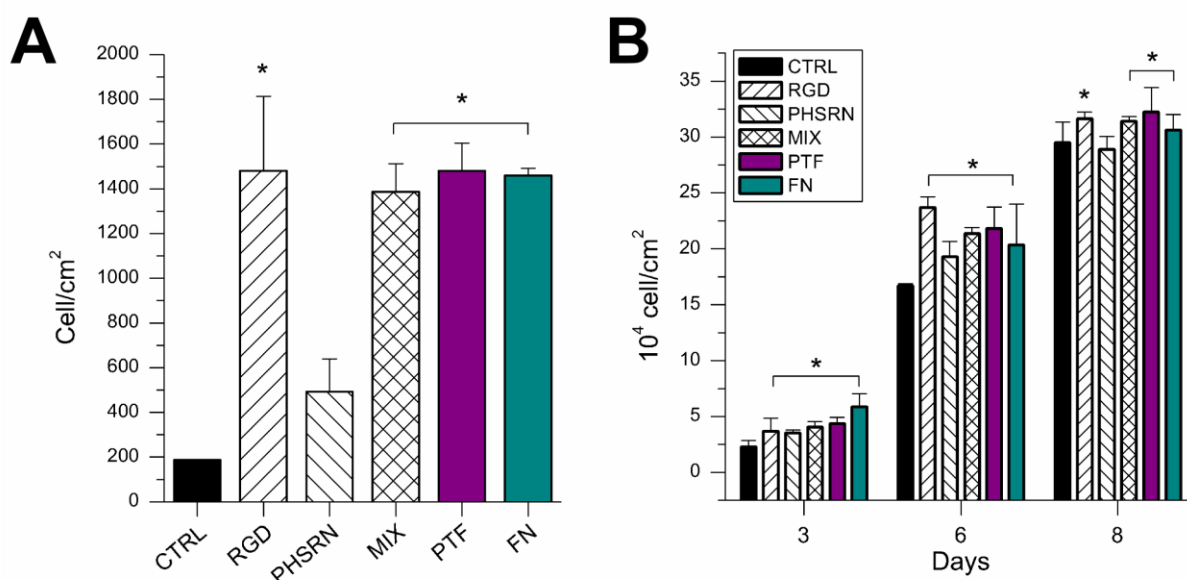 A
Cell/cm²
2000
1800
1600
1400
1200
1000
800
600
400
200
0
*
*
CTRL
RGD
PHSRN
MIX
PTF
FN
B
10⁴ cell/cm²
35
30
25
20
15
10
5
0
CTRL
RGD
PHSRN
MIX
PTF
FN
*
*
*
*
3
6
8
Days